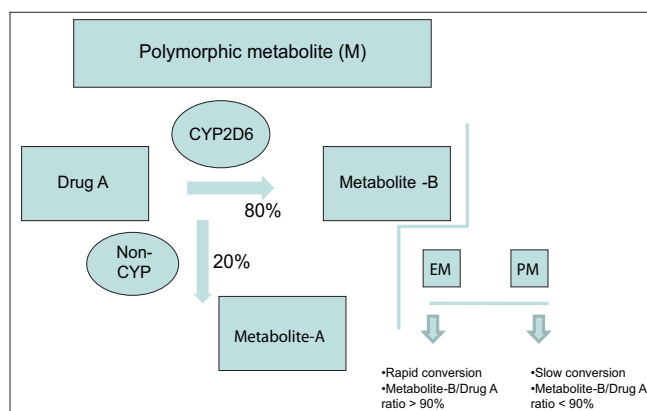 Polymorphic metabolite (M)
CYP2D6
Drug A
Metabolite -B
80%
Non-
CYP
20%
EM
PM
Metabolite-A
•Rapid conversion
•Metabolite-B/Drug A
ratio > 90%
•Slow conversion
•Metabolite-B/Drug A
ratio < 90%